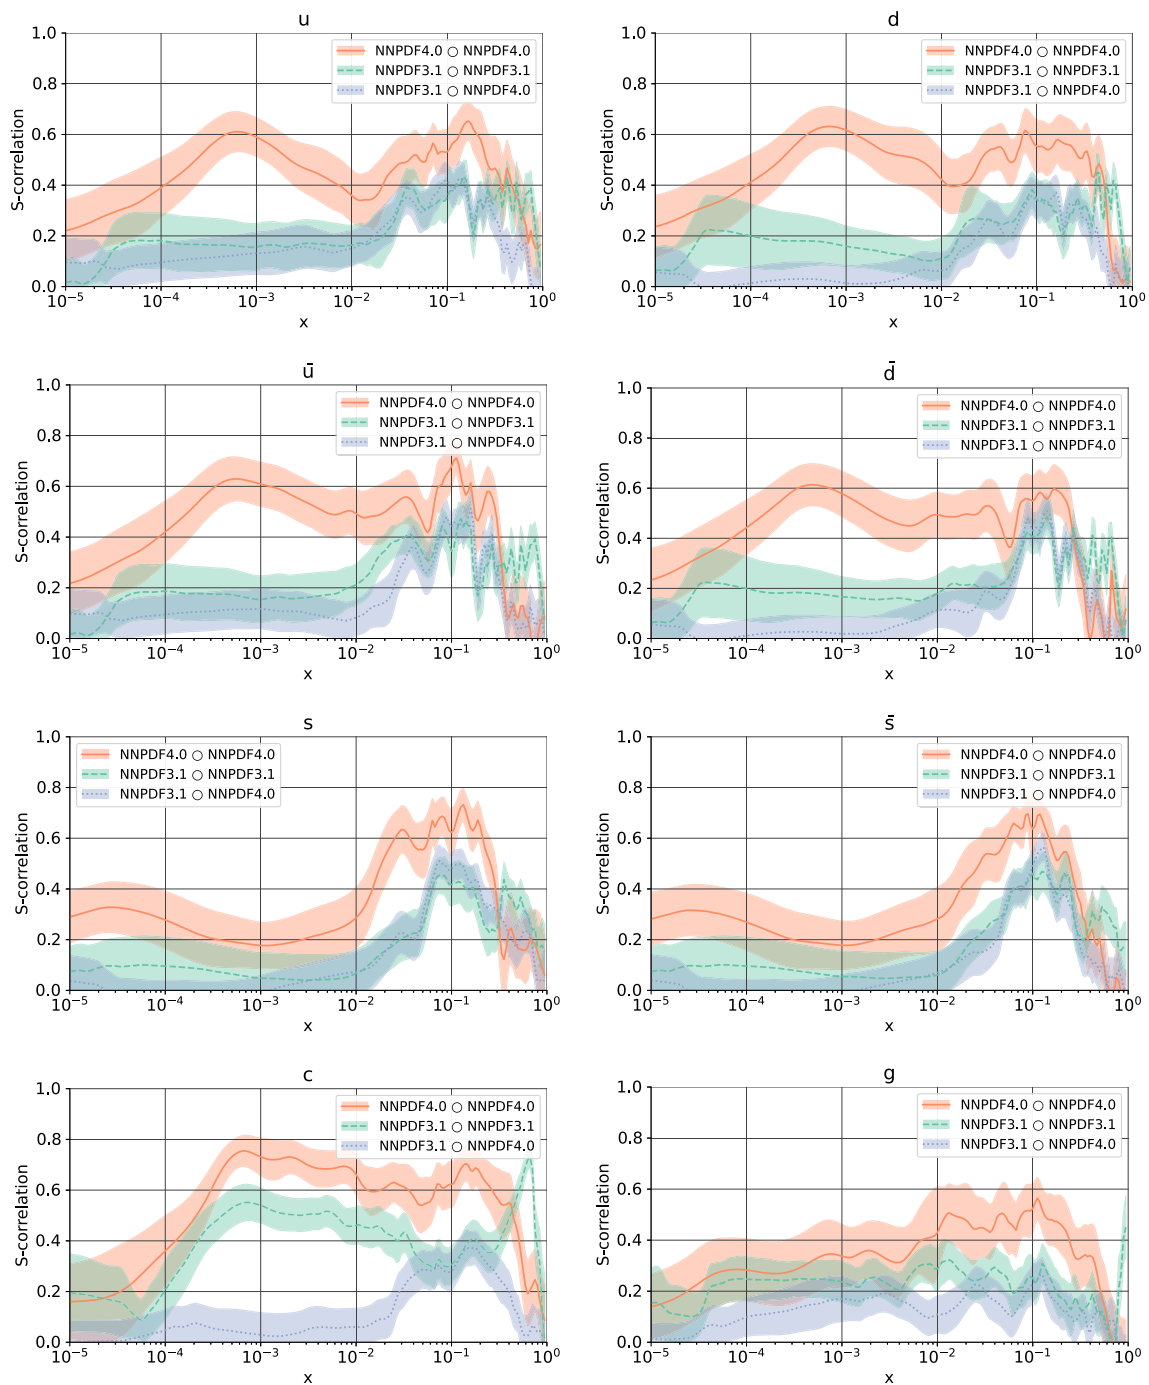 u
1.0
0.8
0.6
0.4
0.2
0.0
S-correlation
NNPDF4.0 ○ NNPDF4.0
NNPDF3.1 ○ NNPDF3.1
NNPDF3.1 ○ NNPDF4.0
10⁻⁵ 10⁻⁴ 10⁻³ 10⁻² 10⁻¹ 10⁰
x
d
1.0
0.8
0.6
0.4
0.2
0.0
S-correlation
NNPDF4.0 ○ NNPDF4.0
NNPDF3.1 ○ NNPDF3.1
NNPDF3.1 ○ NNPDF4.0
10⁻⁵ 10⁻⁴ 10⁻³ 10⁻² 10⁻¹ 10⁰
x
ū
1.0
0.8
0.6
0.4
0.2
0.0
S-correlation
NNPDF4.0 ○ NNPDF4.0
NNPDF3.1 ○ NNPDF3.1
NNPDF3.1 ○ NNPDF4.0
10⁻⁵ 10⁻⁴ 10⁻³ 10⁻² 10⁻¹ 10⁰
x
d̄
1.0
0.8
0.6
0.4
0.2
0.0
S-correlation
NNPDF4.0 ○ NNPDF4.0
NNPDF3.1 ○ NNPDF3.1
NNPDF3.1 ○ NNPDF4.0
10⁻⁵ 10⁻⁴ 10⁻³ 10⁻² 10⁻¹ 10⁰
x
s
1.0
0.8
0.6
0.4
0.2
0.0
S-correlation
NNPDF4.0 ○ NNPDF4.0
NNPDF3.1 ○ NNPDF3.1
NNPDF3.1 ○ NNPDF4.0
10⁻⁵ 10⁻⁴ 10⁻³ 10⁻² 10⁻¹ 10⁰
x
s̄
1.0
0.8
0.6
0.4
0.2
0.0
S-correlation
NNPDF4.0 ○ NNPDF4.0
NNPDF3.1 ○ NNPDF3.1
NNPDF3.1 ○ NNPDF4.0
10⁻⁵ 10⁻⁴ 10⁻³ 10⁻² 10⁻¹ 10⁰
x
c
1.0
0.8
0.6
0.4
0.2
0.0
S-correlation
NNPDF4.0 ○ NNPDF4.0
NNPDF3.1 ○ NNPDF3.1
NNPDF3.1 ○ NNPDF4.0
10⁻⁵ 10⁻⁴ 10⁻³ 10⁻² 10⁻¹ 10⁰
x
g
1.0
0.8
0.6
0.4
0.2
0.0
S-correlation
NNPDF4.0 ○ NNPDF4.0
NNPDF3.1 ○ NNPDF3.1
NNPDF3.1 ○ NNPDF4.0
10⁻⁵ 10⁻⁴ 10⁻³ 10⁻² 10⁻¹ 10⁰
x